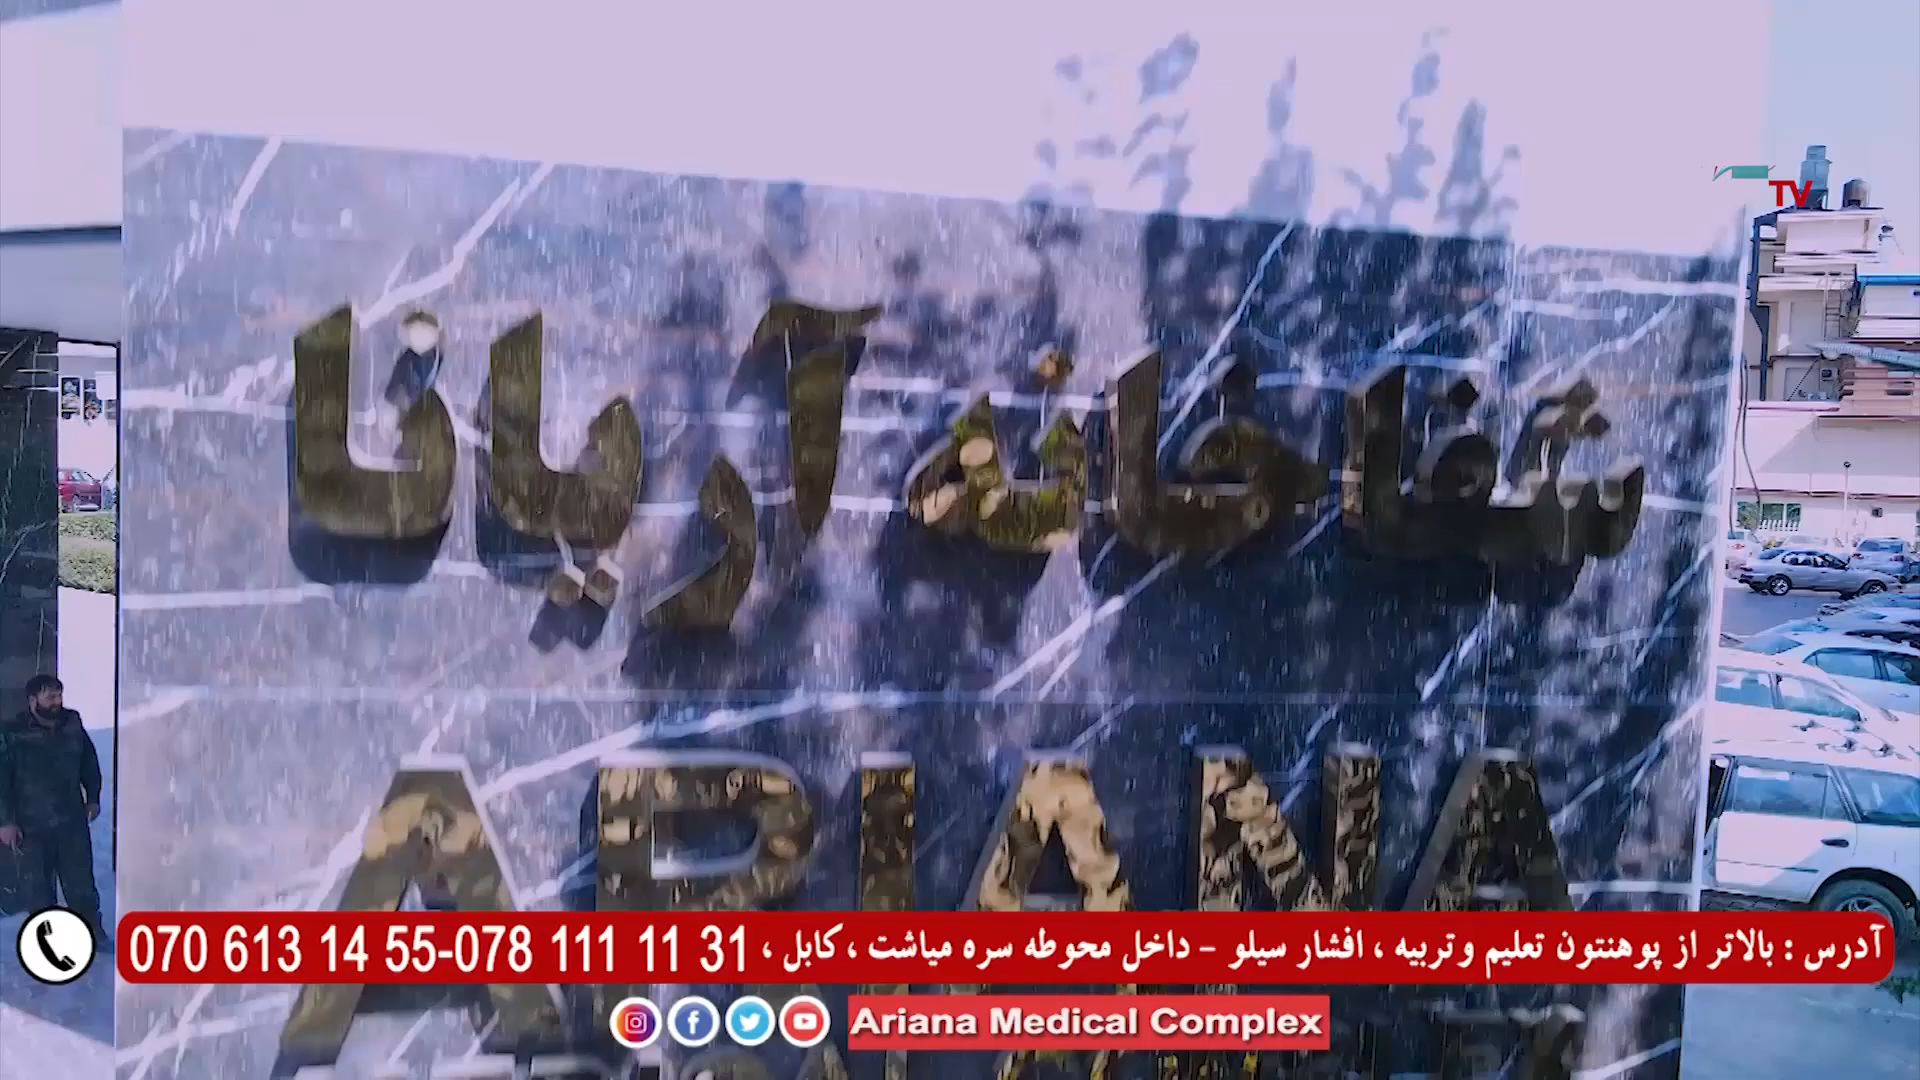 TV
شفاخانه آریانا
ARIANA
آدرس : بالاتر از پوهنتون تعلیم وتربیه ، افشار سیلو - داخل محوطه سره میاشت ، کابل ، 070 613 14 55-078 111 11 31
Ariana Medical Complex